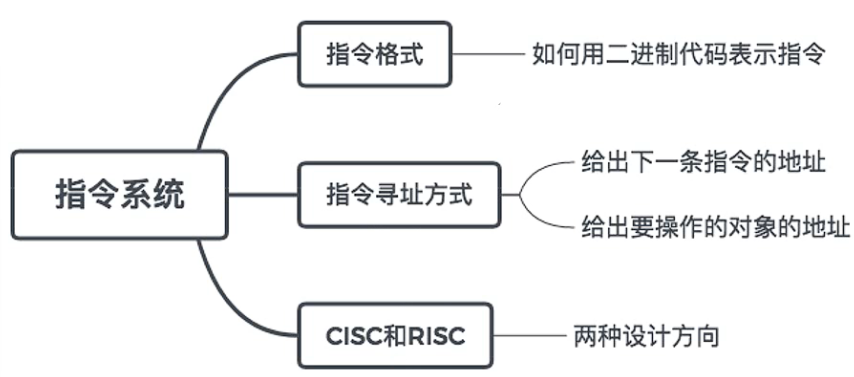 指令系统
指令格式
如何用二进制代码表示指令
指令寻址方式
给出下一条指令的地址
给出要操作的对象的地址
CISC和RISC
两种设计方向